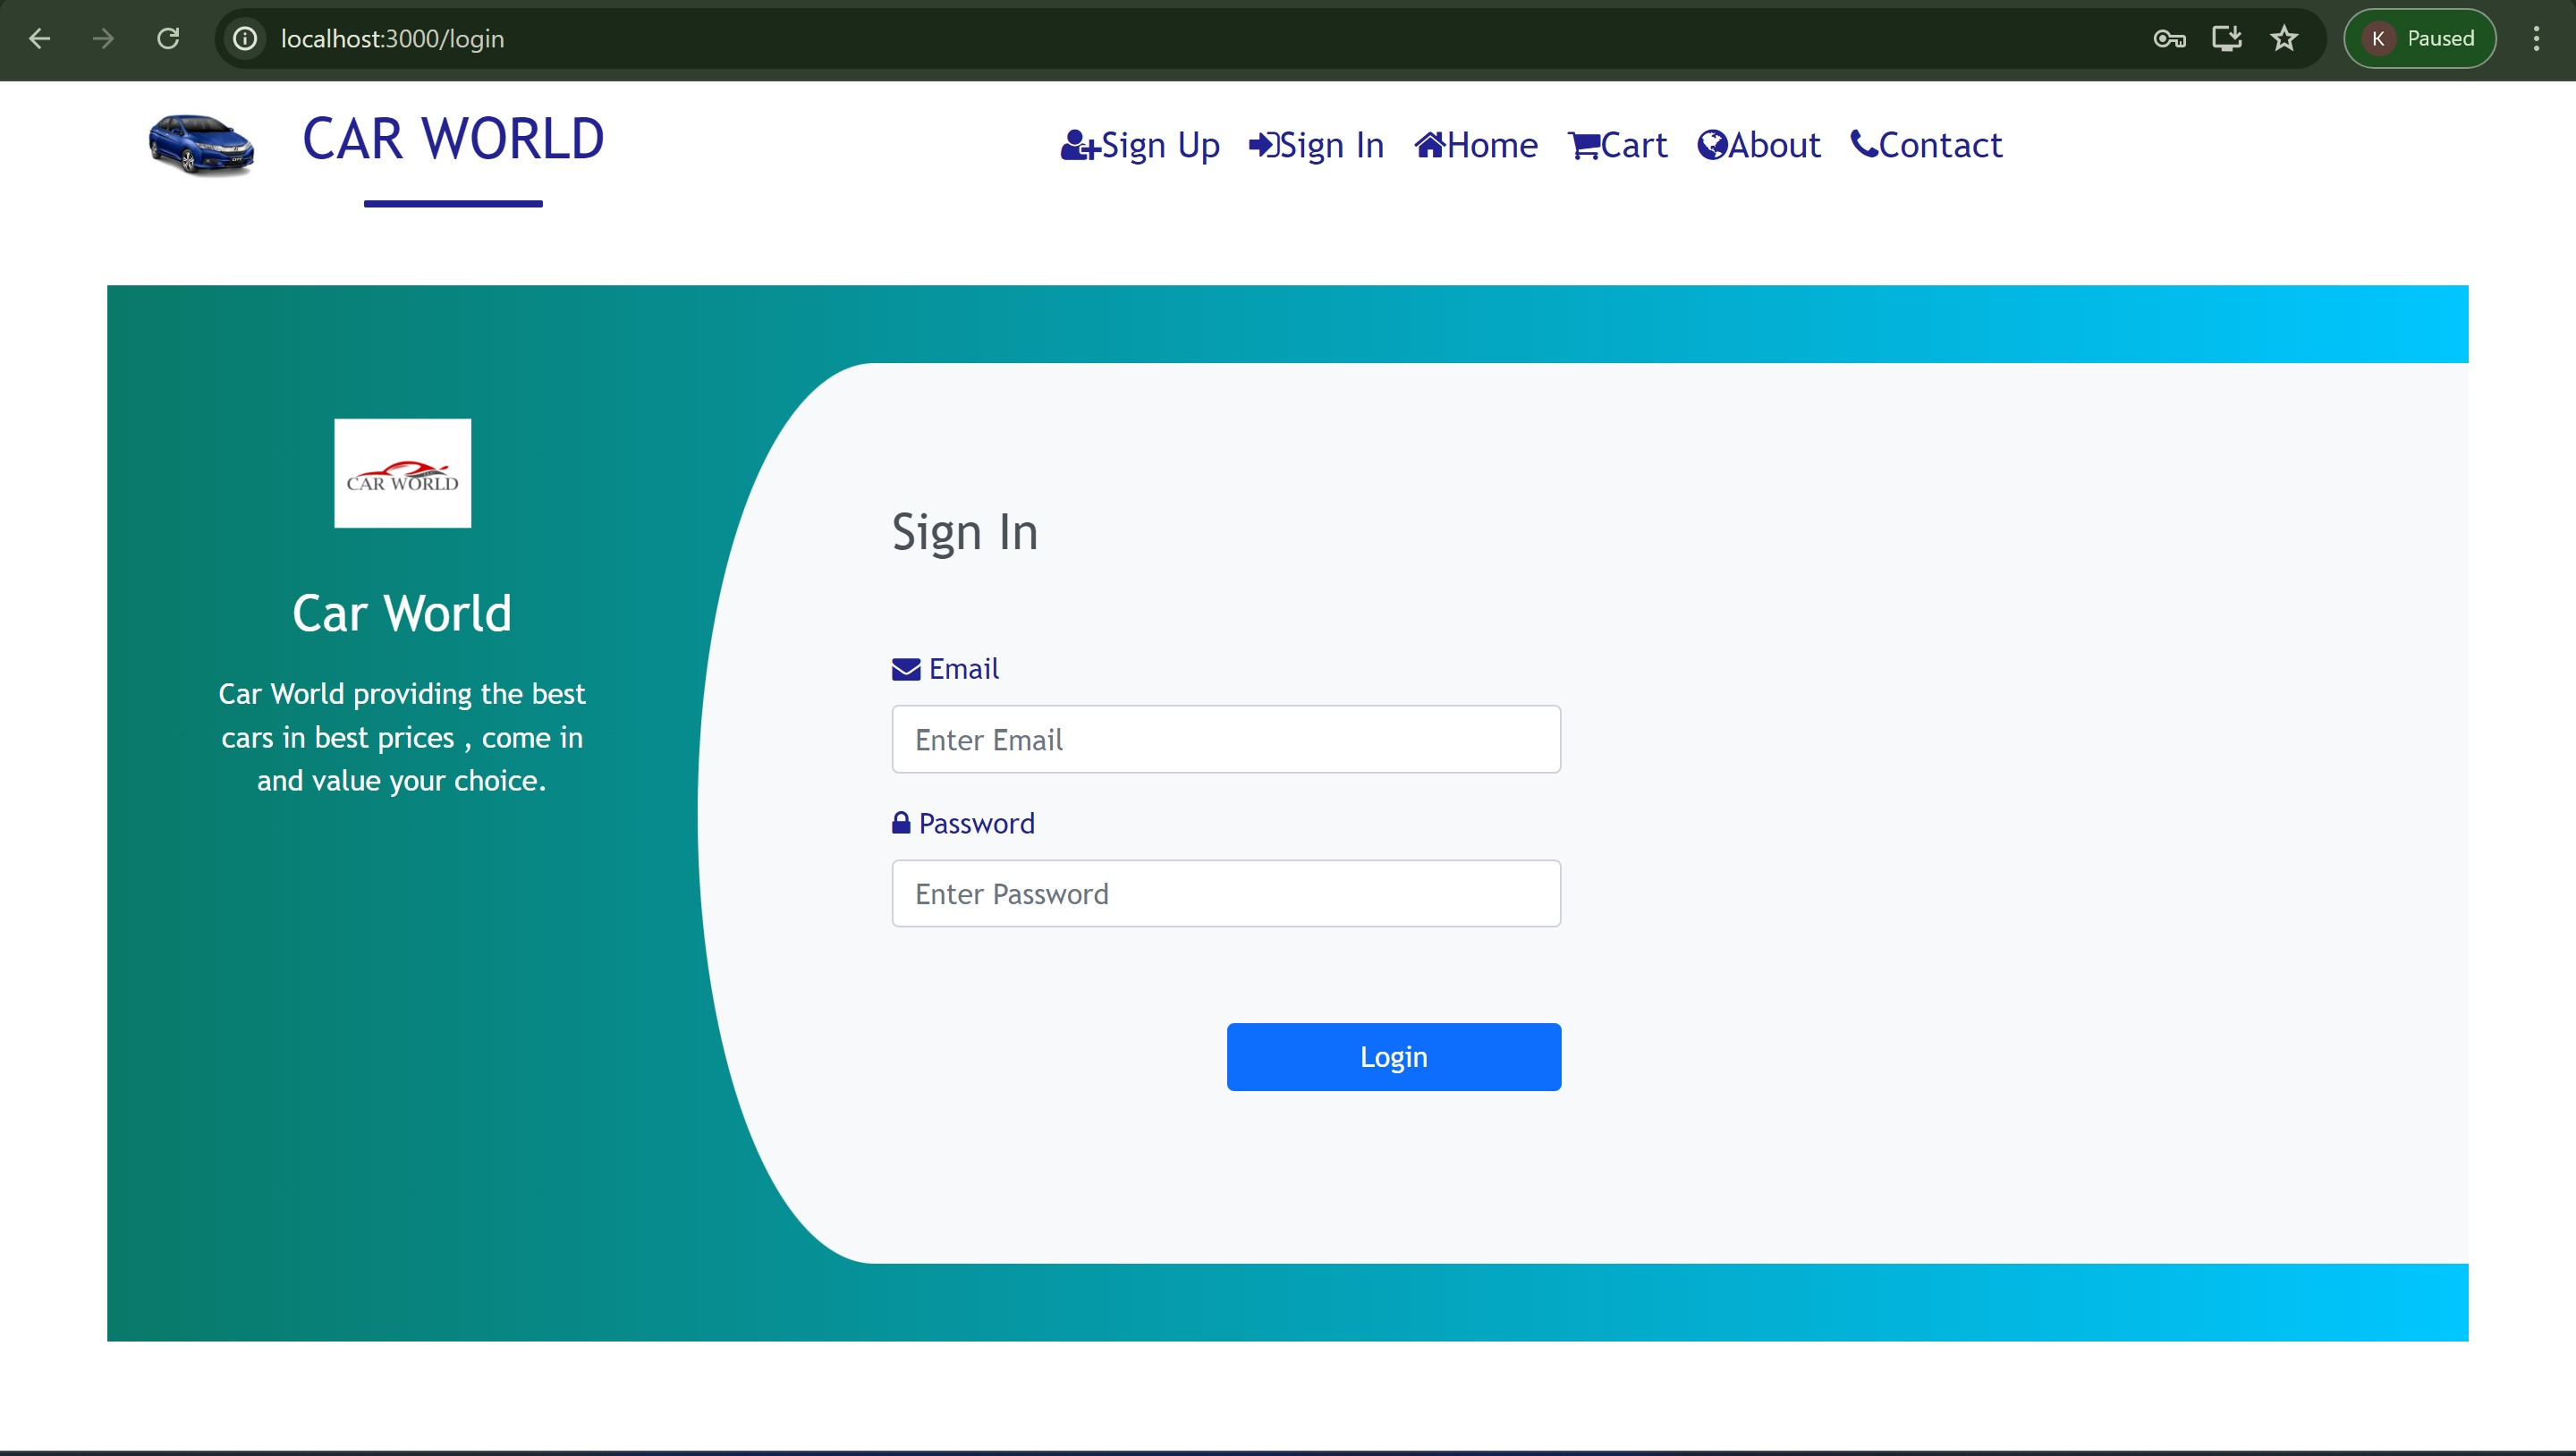 localhost:3000/login
K Paused
CAR WORLD
Sign Up Sign In Home Cart About Contact
CAR WORLD
Car World
Car World providing the best
cars in best prices , come in
and value your choice.
Sign In
Email
Enter Email
Password
Enter Password
Login